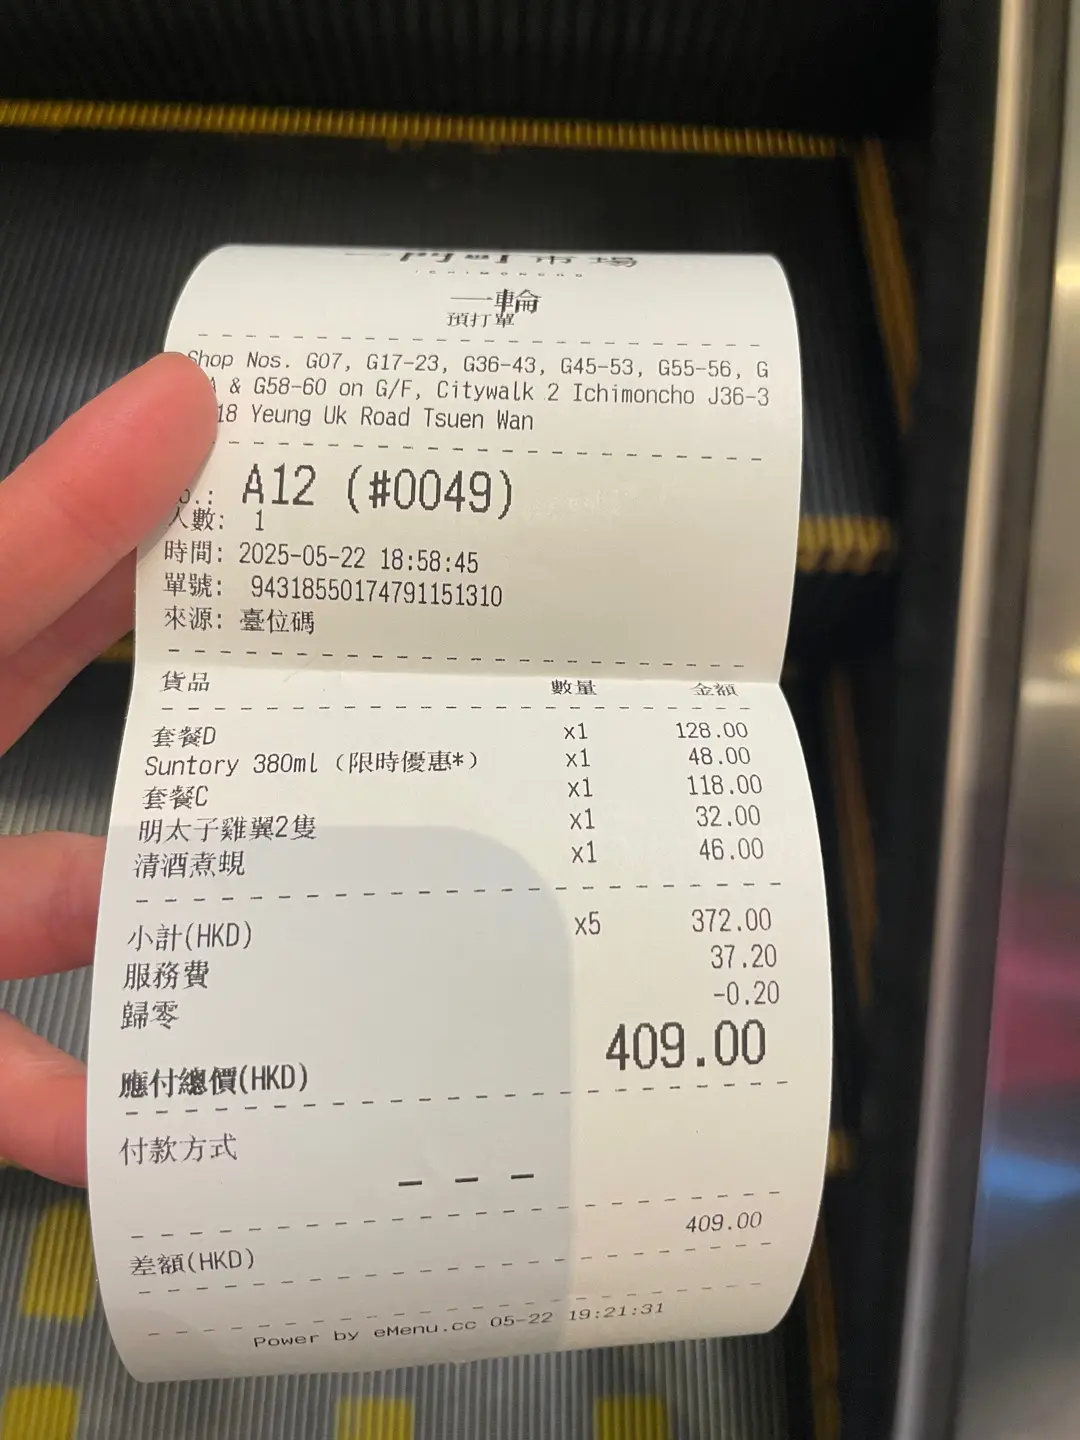 一門町市場
ICHIMONCHO
一輪
預打單
Shop Nos. G07, G17-23, G36-43, G45-53, G55-56, G
A & G58-60 on G/F, Citywalk 2 Ichimoncho J36-3
18 Yeung Uk Road Tsuen Wan
A12 (#0049)
人數: 1
時間: 2025-05-22 18:58:45
單號: 94318550174791151310
來源: 臺位碼
貨品 數量 金額
套餐D x1 128.00
Suntory 380ml (限時優惠*) x1 48.00
套餐C x1 118.00
明太子雞翼2隻 x1 32.00
清酒煮蜆 x1 46.00
小計(HKD) x5 372.00
服務費 37.20
歸零 -0.20
應付總價(HKD) 409.00
付款方式
— — —
差額(HKD) 409.00
Power by eMenu.cc 05-22 19:21:31